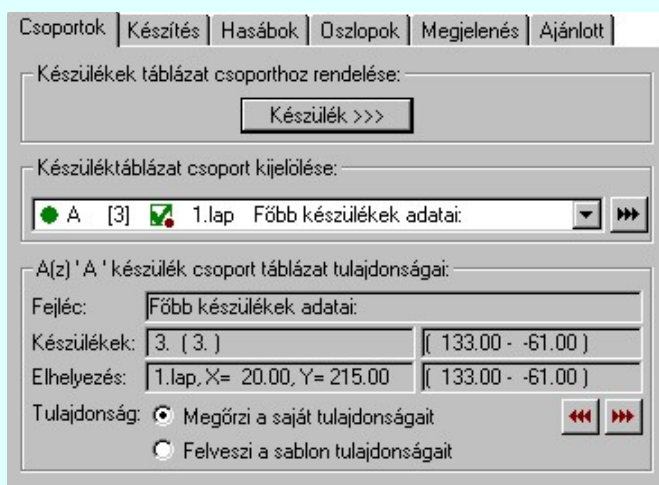 Csoportok Készítés Hasábok Oszlopok Megjelenés Ajánlott
Készülékek táblázat csoporthoz rendelése:
Készülék >>>
Készüléktáblázat csoport kijelölése:
A [3] 1.lap Főbb készülékek adatai:
A(z) ' A ' készülék csoport táblázat tulajdonságai:
Fejléc: Főbb készülékek adatai:
Készülékek: 3. ( 3. ) ( 133.00 - -61.00 )
Elhelyezés: 1.lap, X= 20.00, Y= 215.00 ( 133.00 - -61.00 )
Tulajdonság: Megőrzi a saját tulajdonságait
Felveszi a sablon tulajdonságait